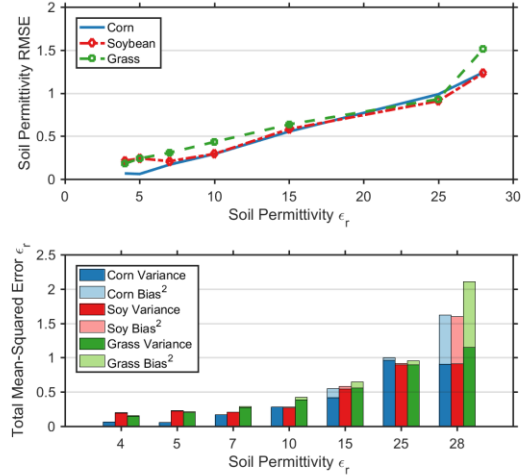 2
1.5
1
0.5
0
Soil Permittivity RMSE
Corn
Soybean
Grass
0 5 10 15 20 25 30
Soil Permittivity ϵr
2.5
2
1.5
1
0.5
0
Total Mean-Squared Error ϵr
Corn Variance
Corn Bias²
Soy Variance
Soy Bias²
Grass Variance
Grass Bias²
4 5 7 10 15 25 28
Soil Permittivity ϵr